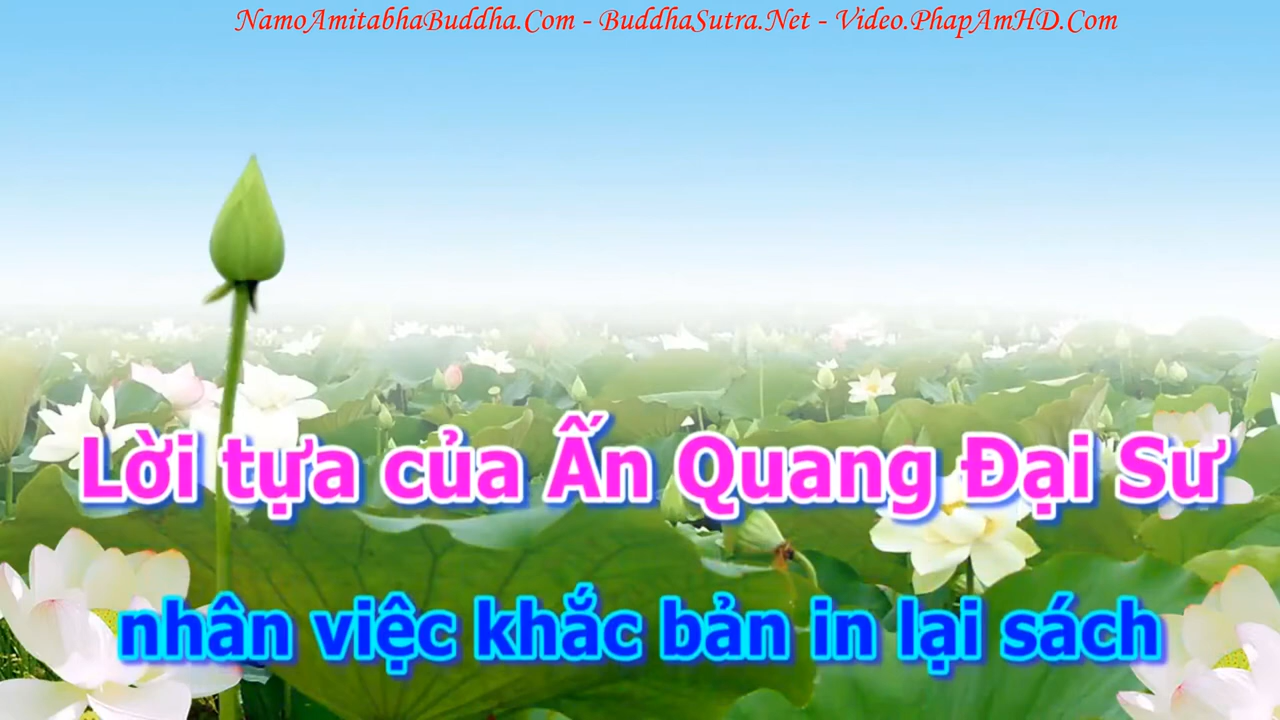 NamoAmitabhaBuddha.Com - BuddhaSutra.Net - Video.PhapAmHD.Com
Lời tựa của Ấn Quang Đại Sư
nhân việc khắc bản in lại sách